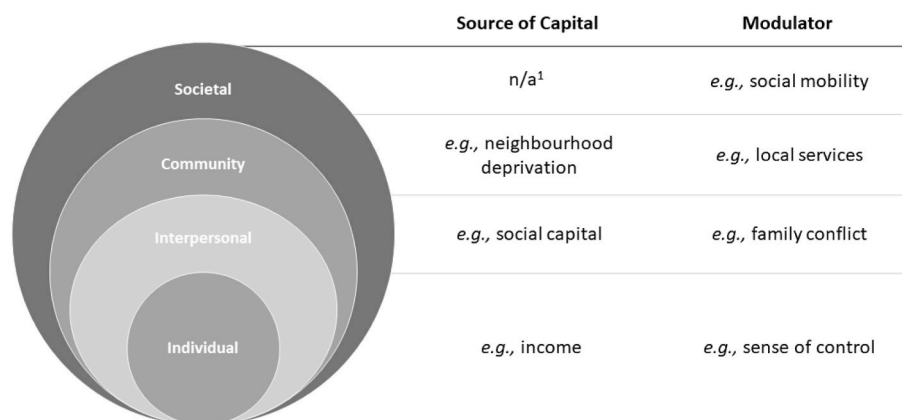 Source of Capital Modulator
Societal n/a¹ e.g., social mobility
Community e.g., neighbourhood deprivation e.g., local services
Interpersonal e.g., social capital e.g., family conflict
Individual e.g., income e.g., sense of control